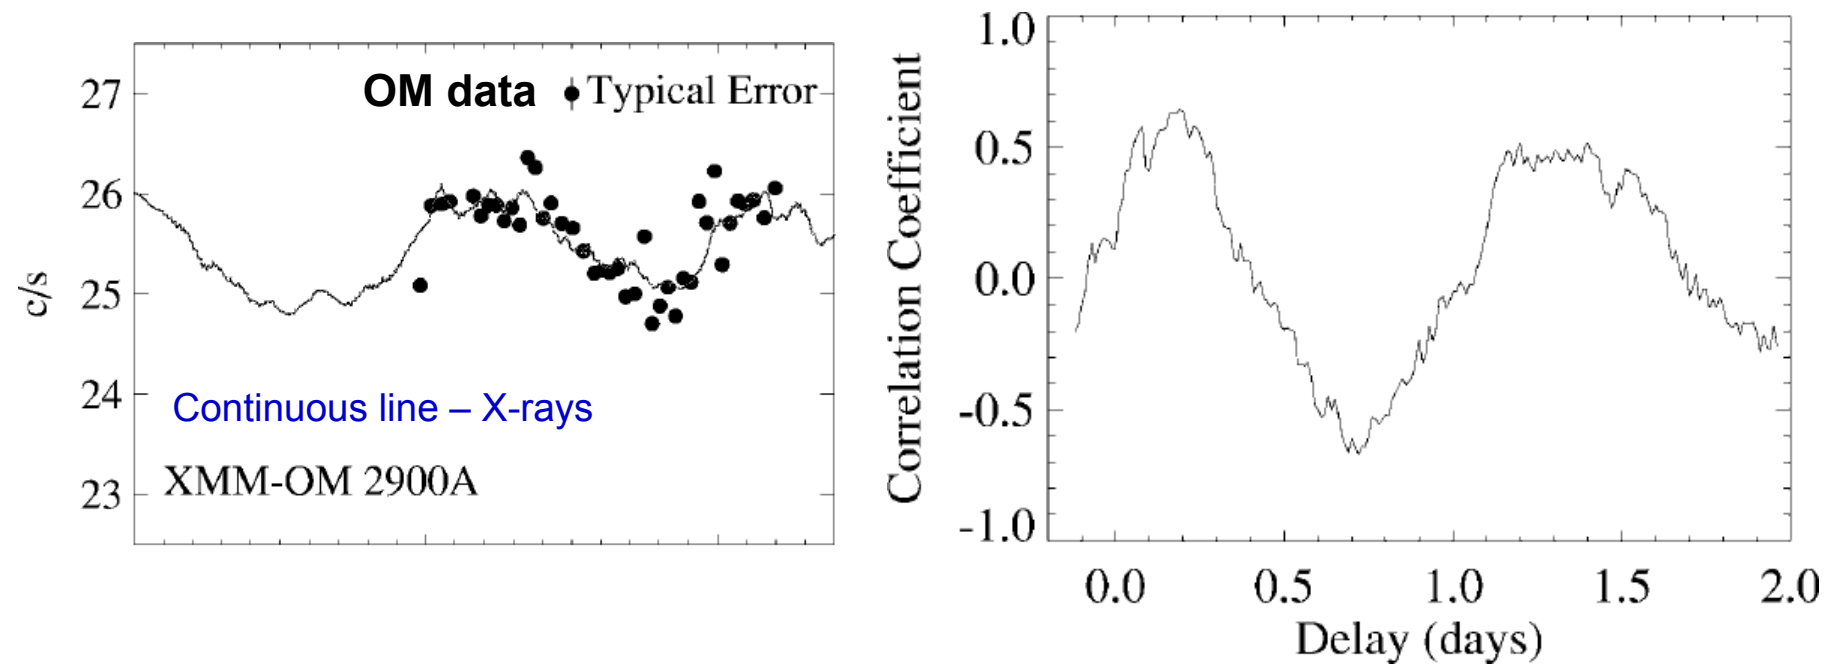 27
OM data
Typical Error
26
25
24
23
c/s
Continuous line – X-rays
XMM-OM 2900A
1.0
0.5
0.0
-0.5
-1.0
Correlation Coefficient
0.0 0.5 1.0 1.5 2.0
Delay (days)